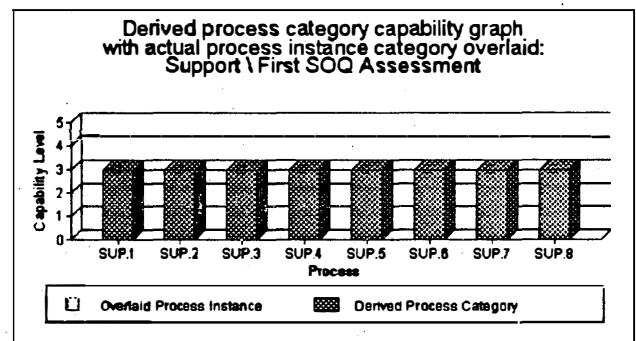 Derived process category capability graph
with actual process instance category overlaid:
Support \ First SOQ Assessment
Capability Level
5
4
3
2
1
0
SUP.1 SUP.2 SUP.3 SUP.4 SUP.5 SUP.6 SUP.7 SUP.8
Process
Overlaid Process Instance Derived Process Category